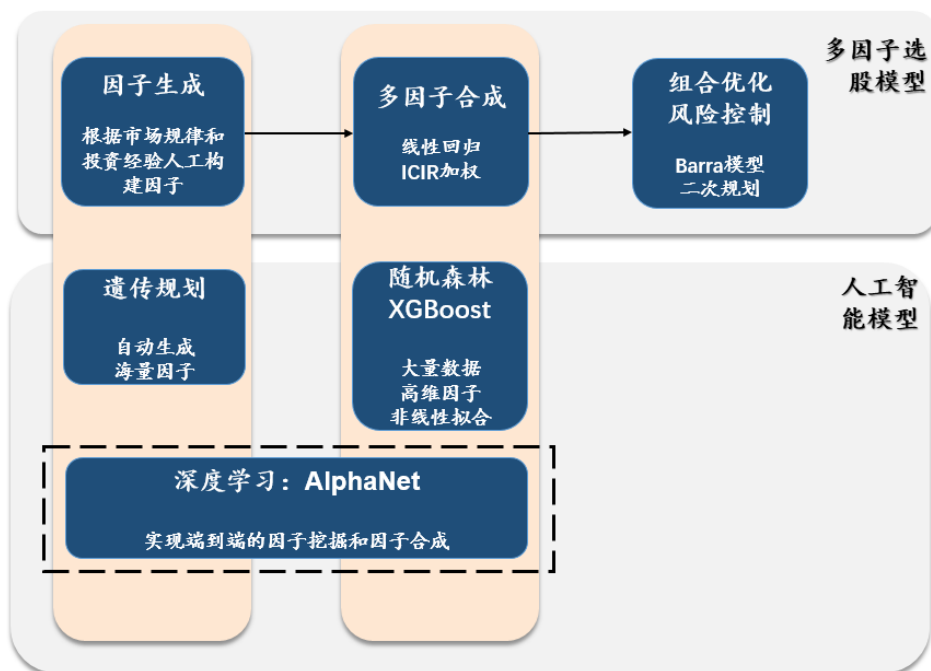 多因子选
股模型
因子生成
根据市场规律和
投资经验人工构
建因子
多因子合成
线性回归
ICIR加权
组合优化
风险控制
Barra模型
二次规划
人工智
能模型
遗传规划
自动生成
海量因子
随机森林
XGBoost
大量数据
高维因子
非线性拟合
深度学习：AlphaNet
实现端到端的因子挖掘和因子合成